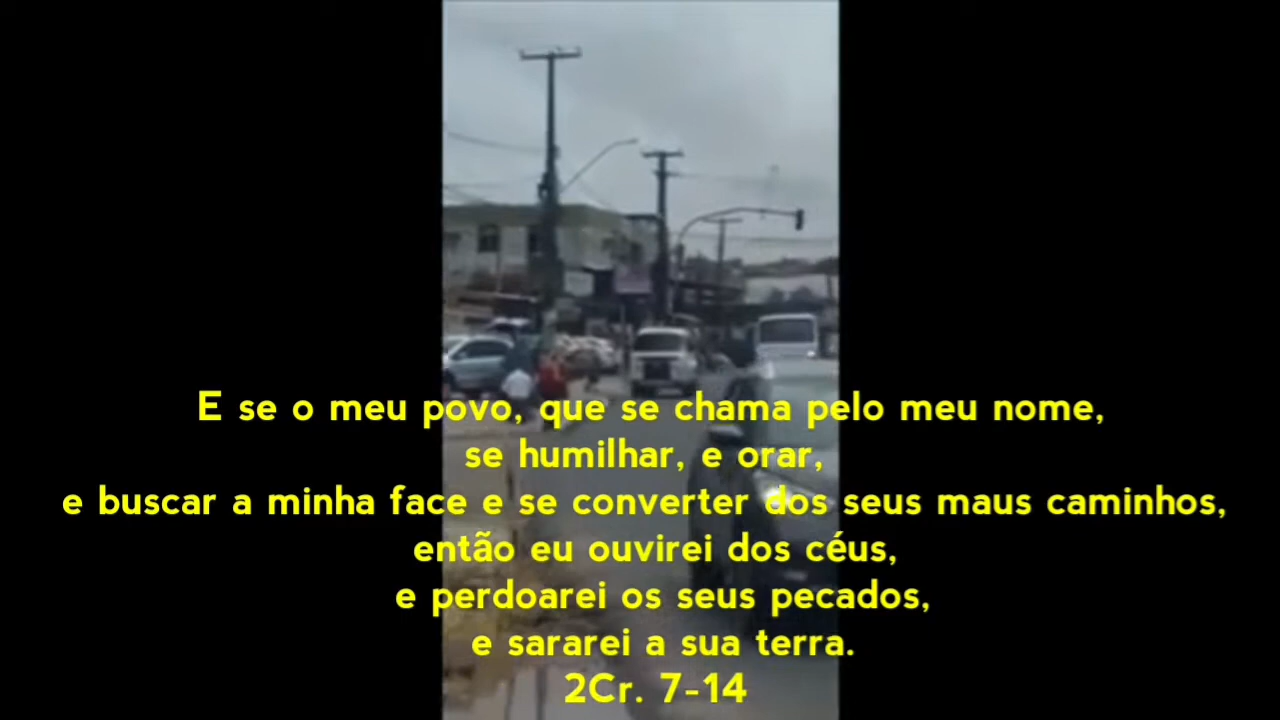 E se o meu povo, que se chama pelo meu nome,
se humilhar, e orar,
e buscar a minha face e se converter dos seus maus caminhos,
então eu ouvirei dos céus,
e perdoarei os seus pecados,
e sararei a sua terra.
2Cr. 7-14